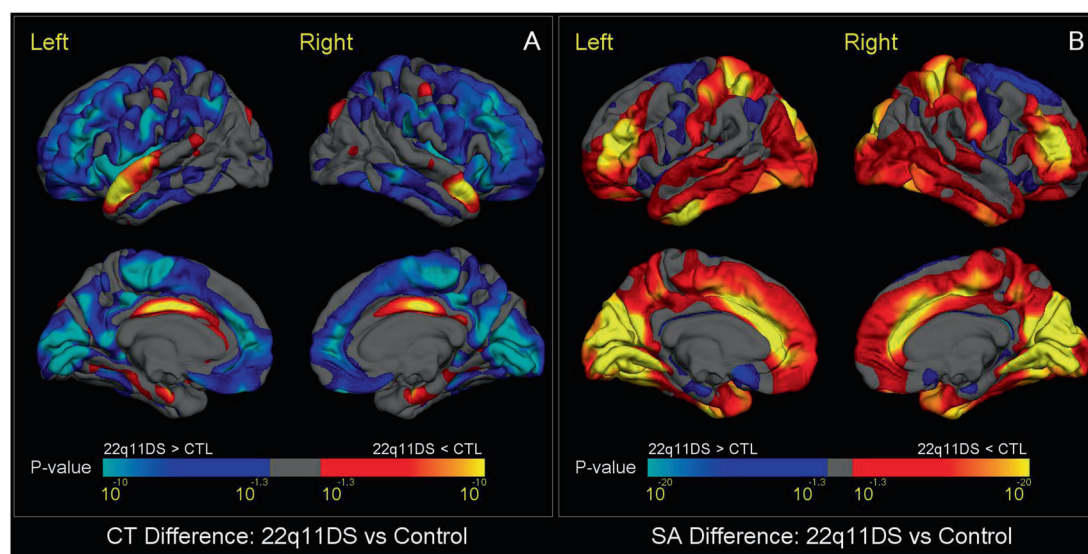 Left Right A
Left Right B
22q11DS > CTL 22q11DS < CTL
P-value
10^-10 10^-1.3 10^-1.3 10^-10
CT Difference: 22q11DS vs Control
22q11DS > CTL 22q11DS < CTL
P-value
10^-20 10^-1.3 10^-1.3 10^-20
SA Difference: 22q11DS vs Control